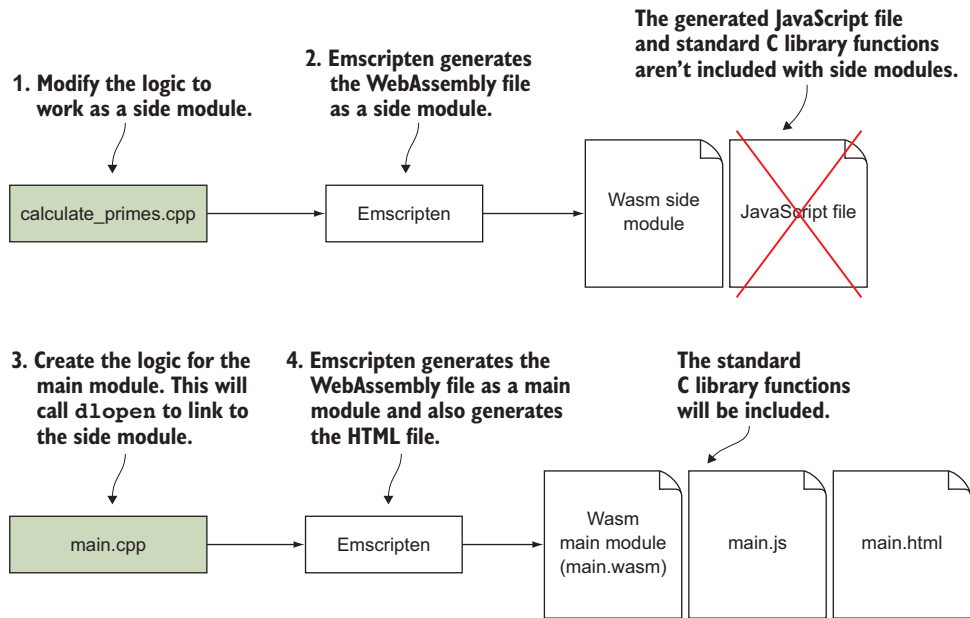 The generated JavaScript file
and standard C library functions
aren't included with side modules.
1. Modify the logic to
work as a side module.
2. Emscripten generates
the WebAssembly file
as a side module.
calculate_primes.cpp
Emscripten
Wasm side
module
JavaScript file
3. Create the logic for the
main module. This will
call dlopen to link to
the side module.
4. Emscripten generates the
WebAssembly file as a main
module and also generates
the HTML file.
The standard
C library functions
will be included.
main.cpp
Emscripten
Wasm
main module
(main.wasm)
main.js
main.html